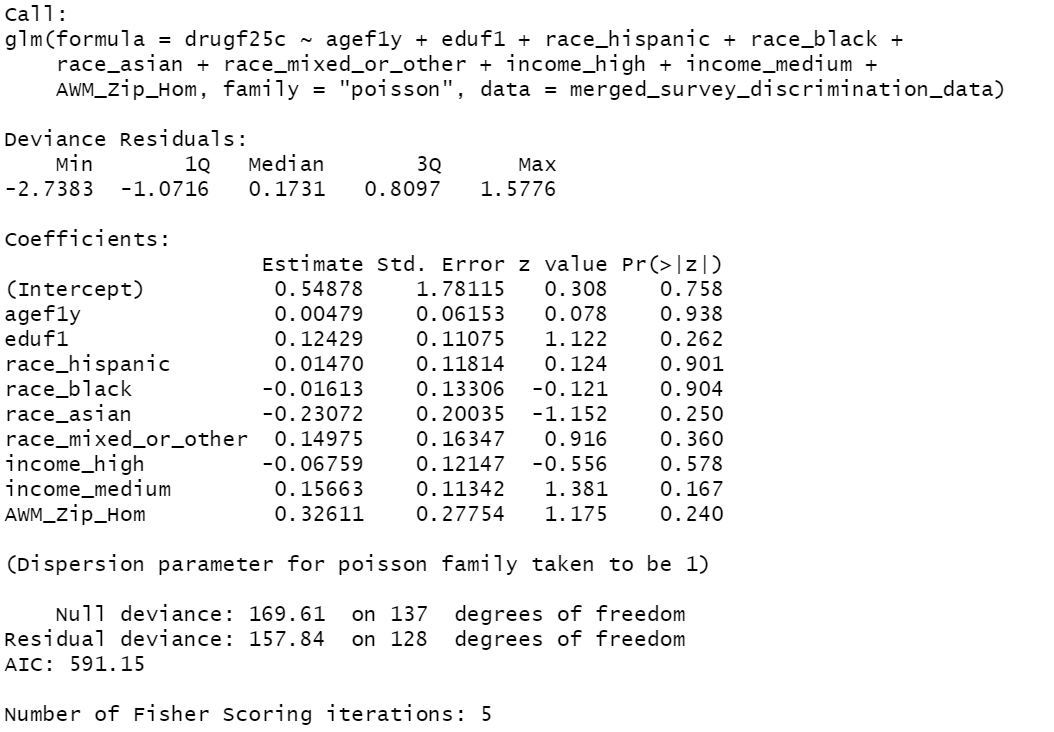 Call:
glm(formula = drugf25c ~ agef1y + eduf1 + race_hispanic + race_black +
    race_asian + race_mixed_or_other + income_high + income_medium +
    AWM_Zip_Hom, family = "poisson", data = merged_survey_discrimination_data)

Deviance Residuals:
    Min       1Q   Median       3Q      Max
-2.7383  -1.0716   0.1731   0.8097   1.5776

Coefficients:
                    Estimate Std. Error z value Pr(>|z|)
(Intercept)          0.54878    1.78115   0.308    0.758
agef1y               0.00479    0.06153   0.078    0.938
eduf1                0.12429    0.11075   1.122    0.262
race_hispanic        0.01470    0.11814   0.124    0.901
race_black          -0.01613    0.13306  -0.121    0.904
race_asian          -0.23072    0.20035  -1.152    0.250
race_mixed_or_other  0.14975    0.16347   0.916    0.360
income_high         -0.06759    0.12147  -0.556    0.578
income_medium        0.15663    0.11342   1.381    0.167
AWM_Zip_Hom          0.32611    0.27754   1.175    0.240

(Dispersion parameter for poisson family taken to be 1)

    Null deviance: 169.61  on 137  degrees of freedom
Residual deviance: 157.84  on 128  degrees of freedom
AIC: 591.15

Number of Fisher Scoring iterations: 5